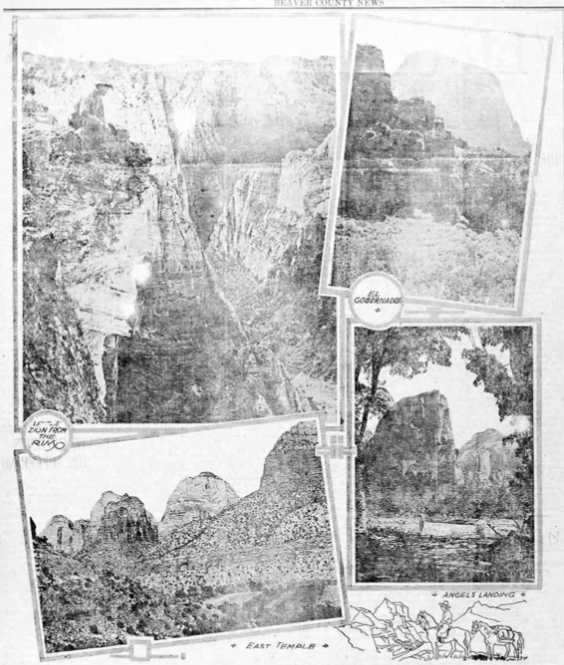 BEAVER COUNTY NEWS
EL
GOBERNADOR
ZION FROM
THE
RIM
ANGELS LANDING
EAST TEMPLE